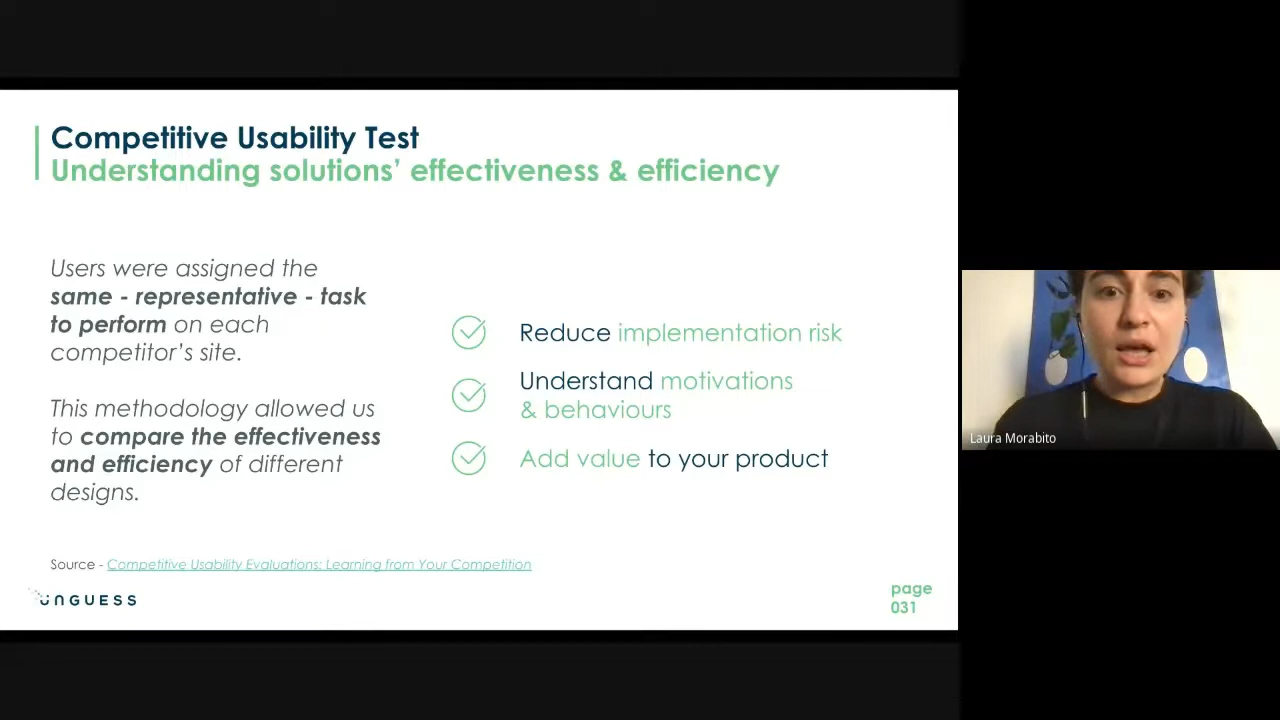 Competitive Usability Test
Understanding solutions’ effectiveness & efficiency
Users were assigned the
same - representative - task
to perform on each
competitor’s site.
This methodology allowed us
to compare the effectiveness
and efficiency of different
designs.
Reduce implementation risk
Understand motivations
& behaviours
Add value to your product
Source - Competitive Usability Evaluations: Learning from Your Competition
UNGUESS
page
031
Laura Morabito